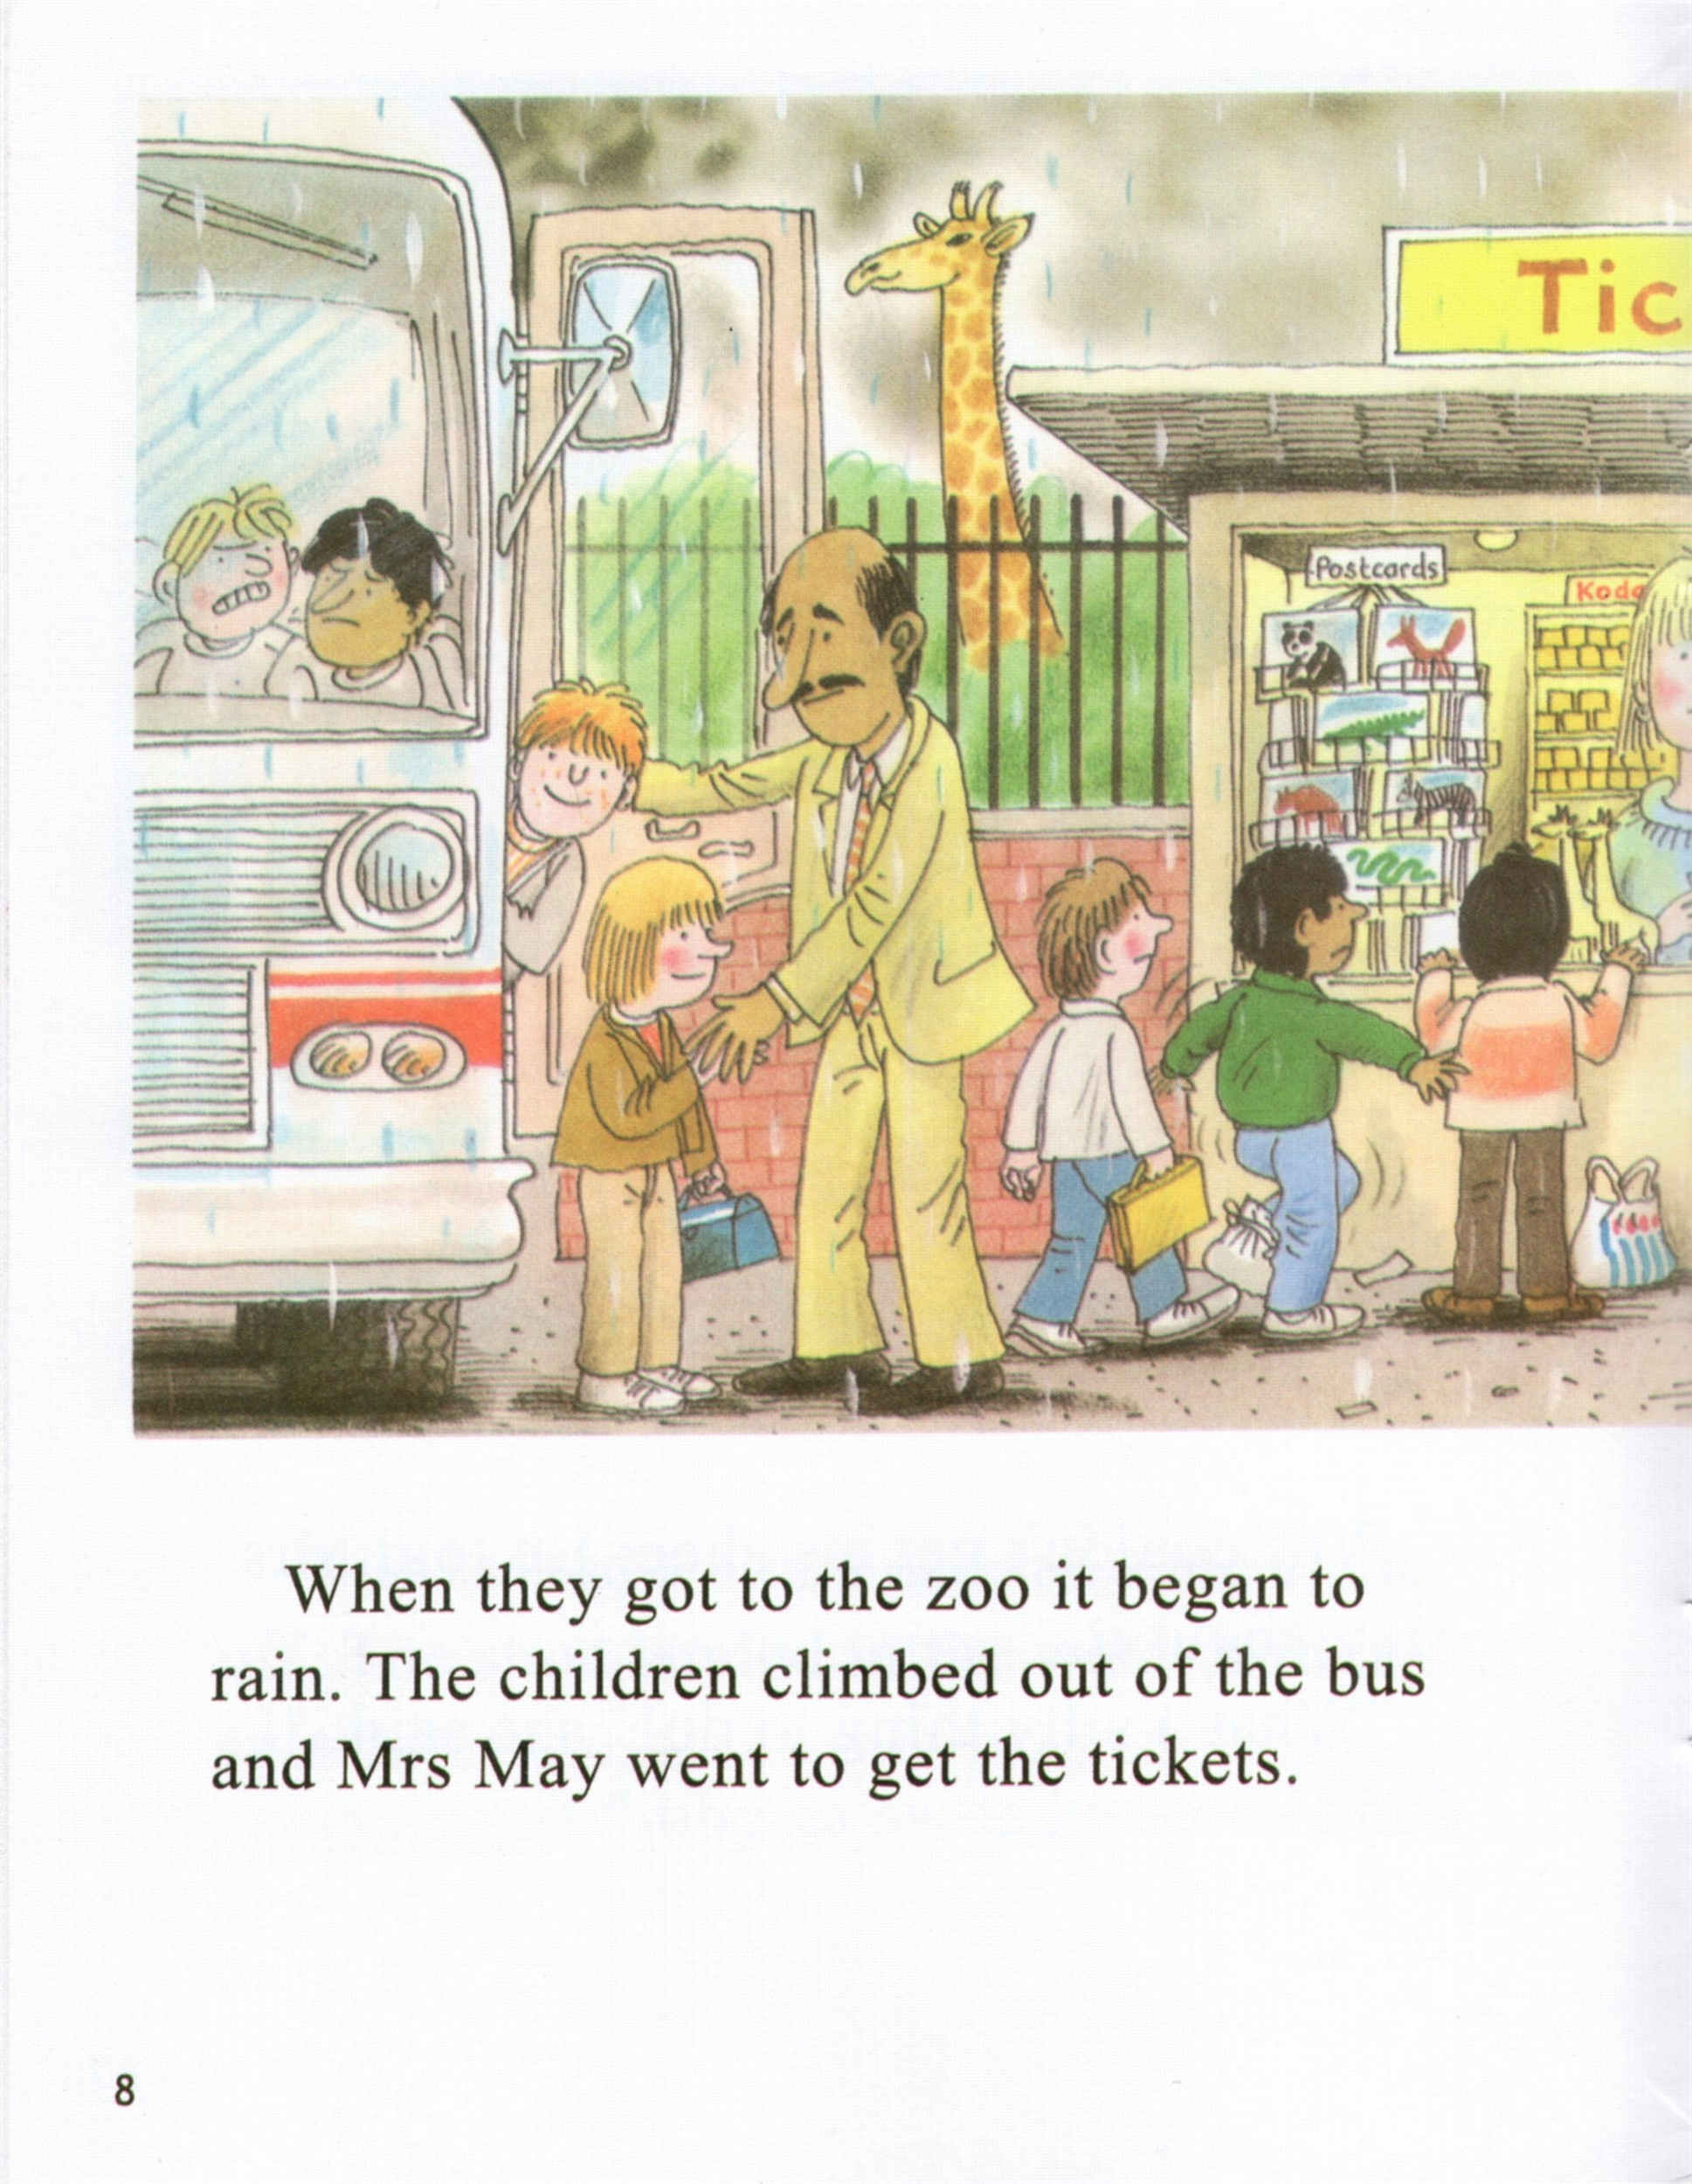 Tic
Postcards
Kod
When they got to the zoo it began to
rain. The children climbed out of the bus
and Mrs May went to get the tickets.
8